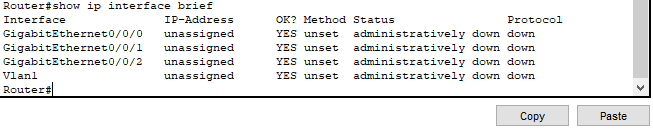 Router#show ip interface brief
Interface              IP-Address      OK? Method Status                Protocol
GigabitEthernet0/0/0   unassigned      YES unset  administratively down down
GigabitEthernet0/0/1   unassigned      YES unset  administratively down down
GigabitEthernet0/0/2   unassigned      YES unset  administratively down down
Vlan1                  unassigned      YES unset  administratively down down
Router#
Copy Paste